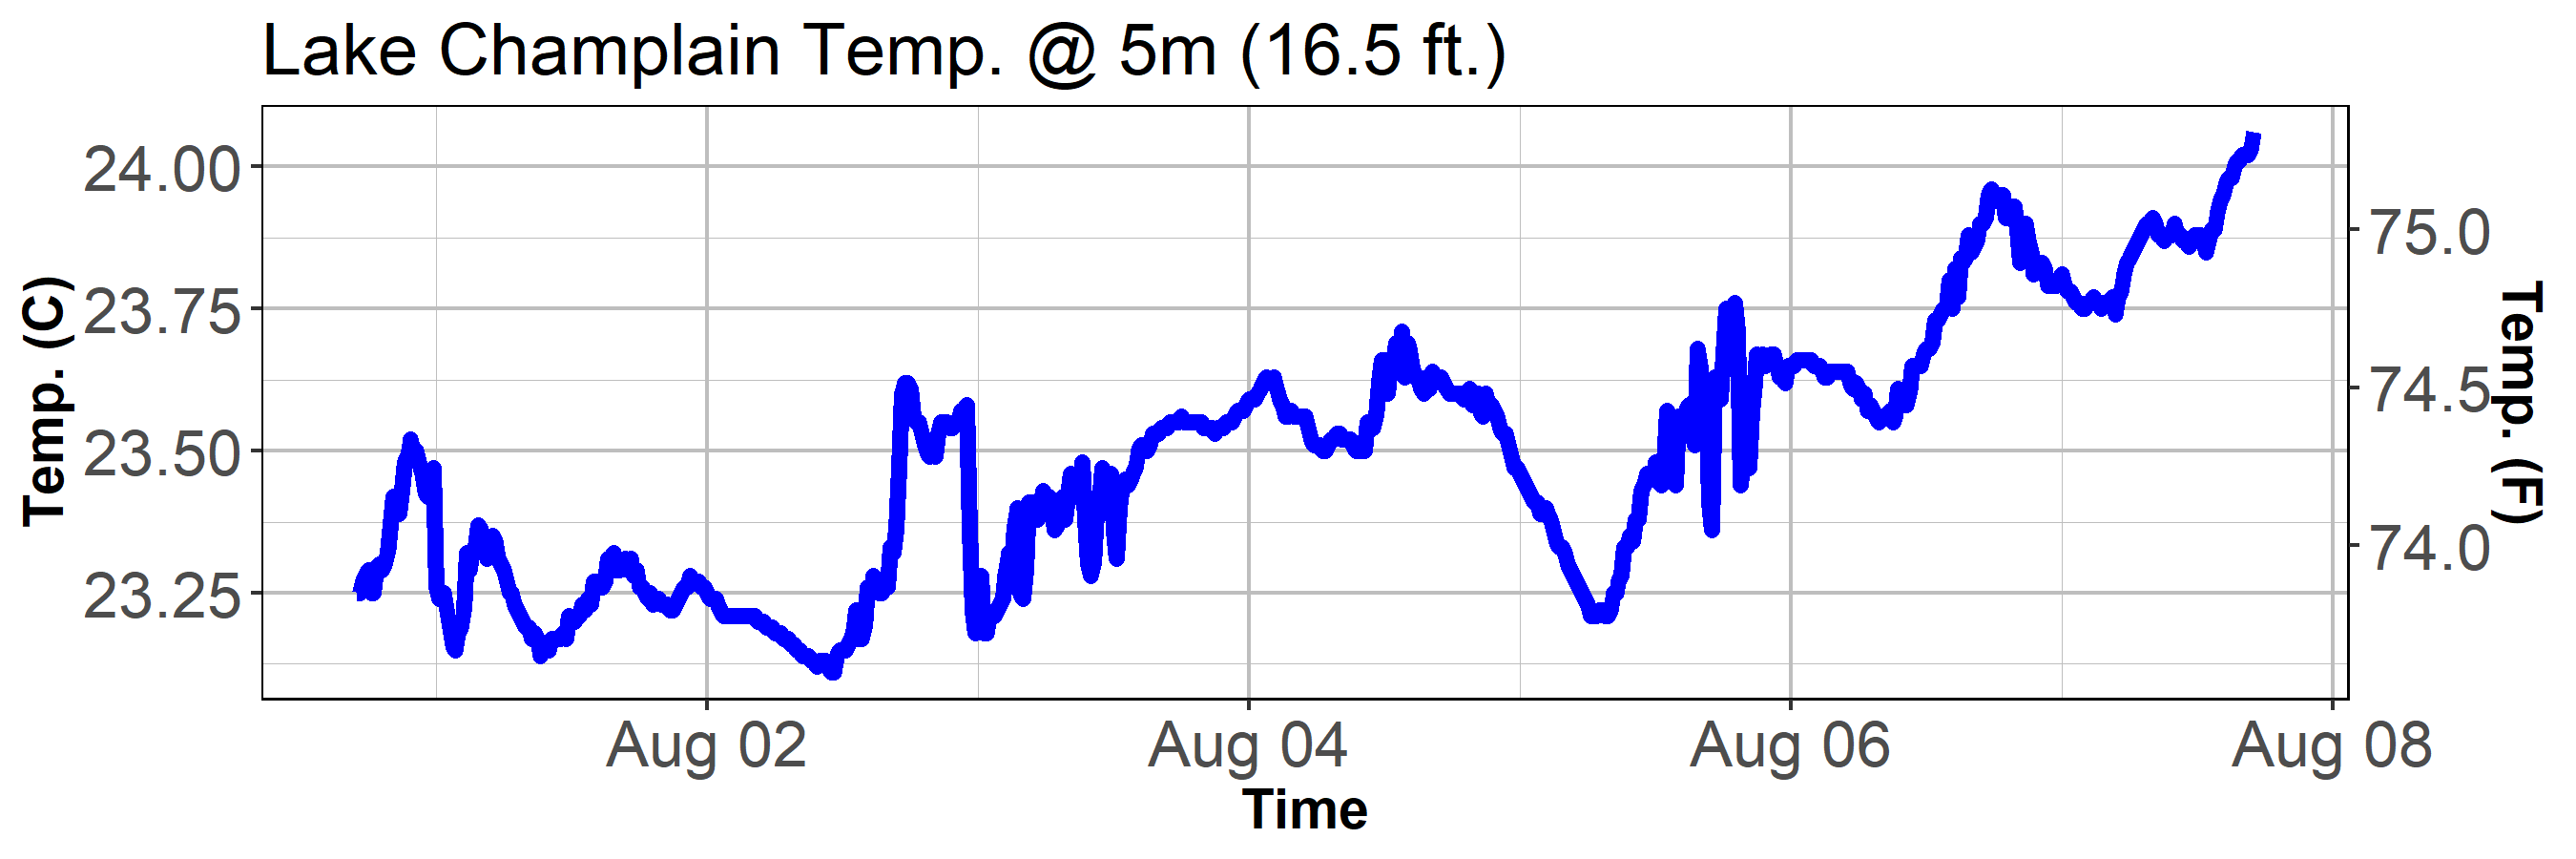 Lake Champlain Temp. @ 5m (16.5 ft.)
Temp. (C)
24.00
23.75
23.50
23.25
75.0
74.5
74.0
Temp. (F)
Aug 02 Aug 04 Aug 06 Aug 08
Time